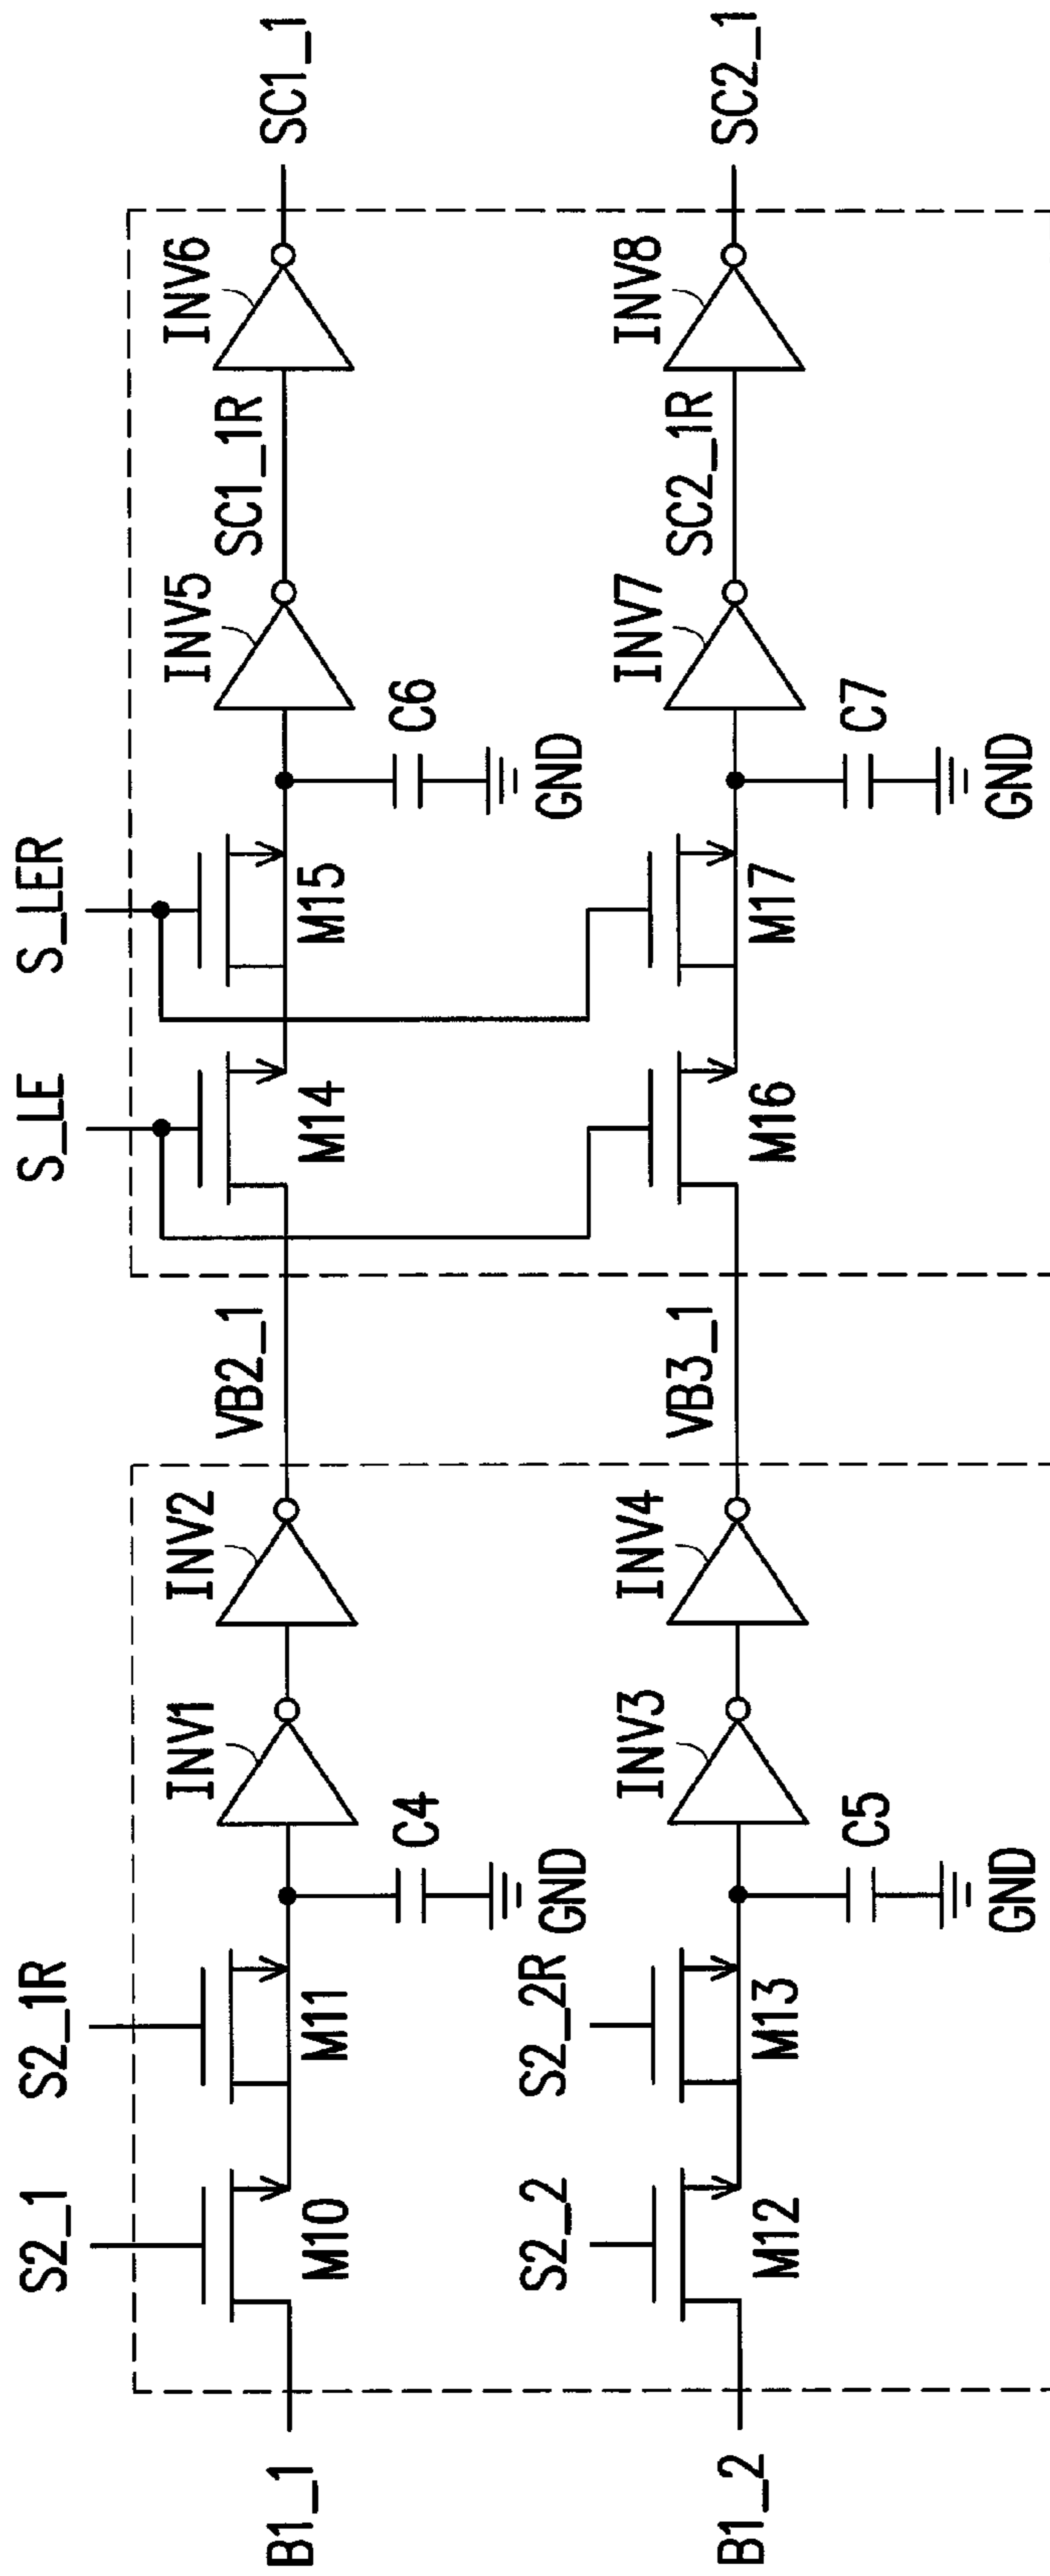 S2_1
S2_1R
S_LE
S_LER
INV1
INV2
VB2_1
INV5
SC1_1R
INV6
SC1_1
B1_1
M10
M11
C4
GND
M14
M15
C6
GND
S2_2
S2_2R
INV3
INV4
VB3_1
INV7
SC2_1R
INV8
SC2_1
B1_2
M12
M13
C5
GND
M16
M17
C7
GND